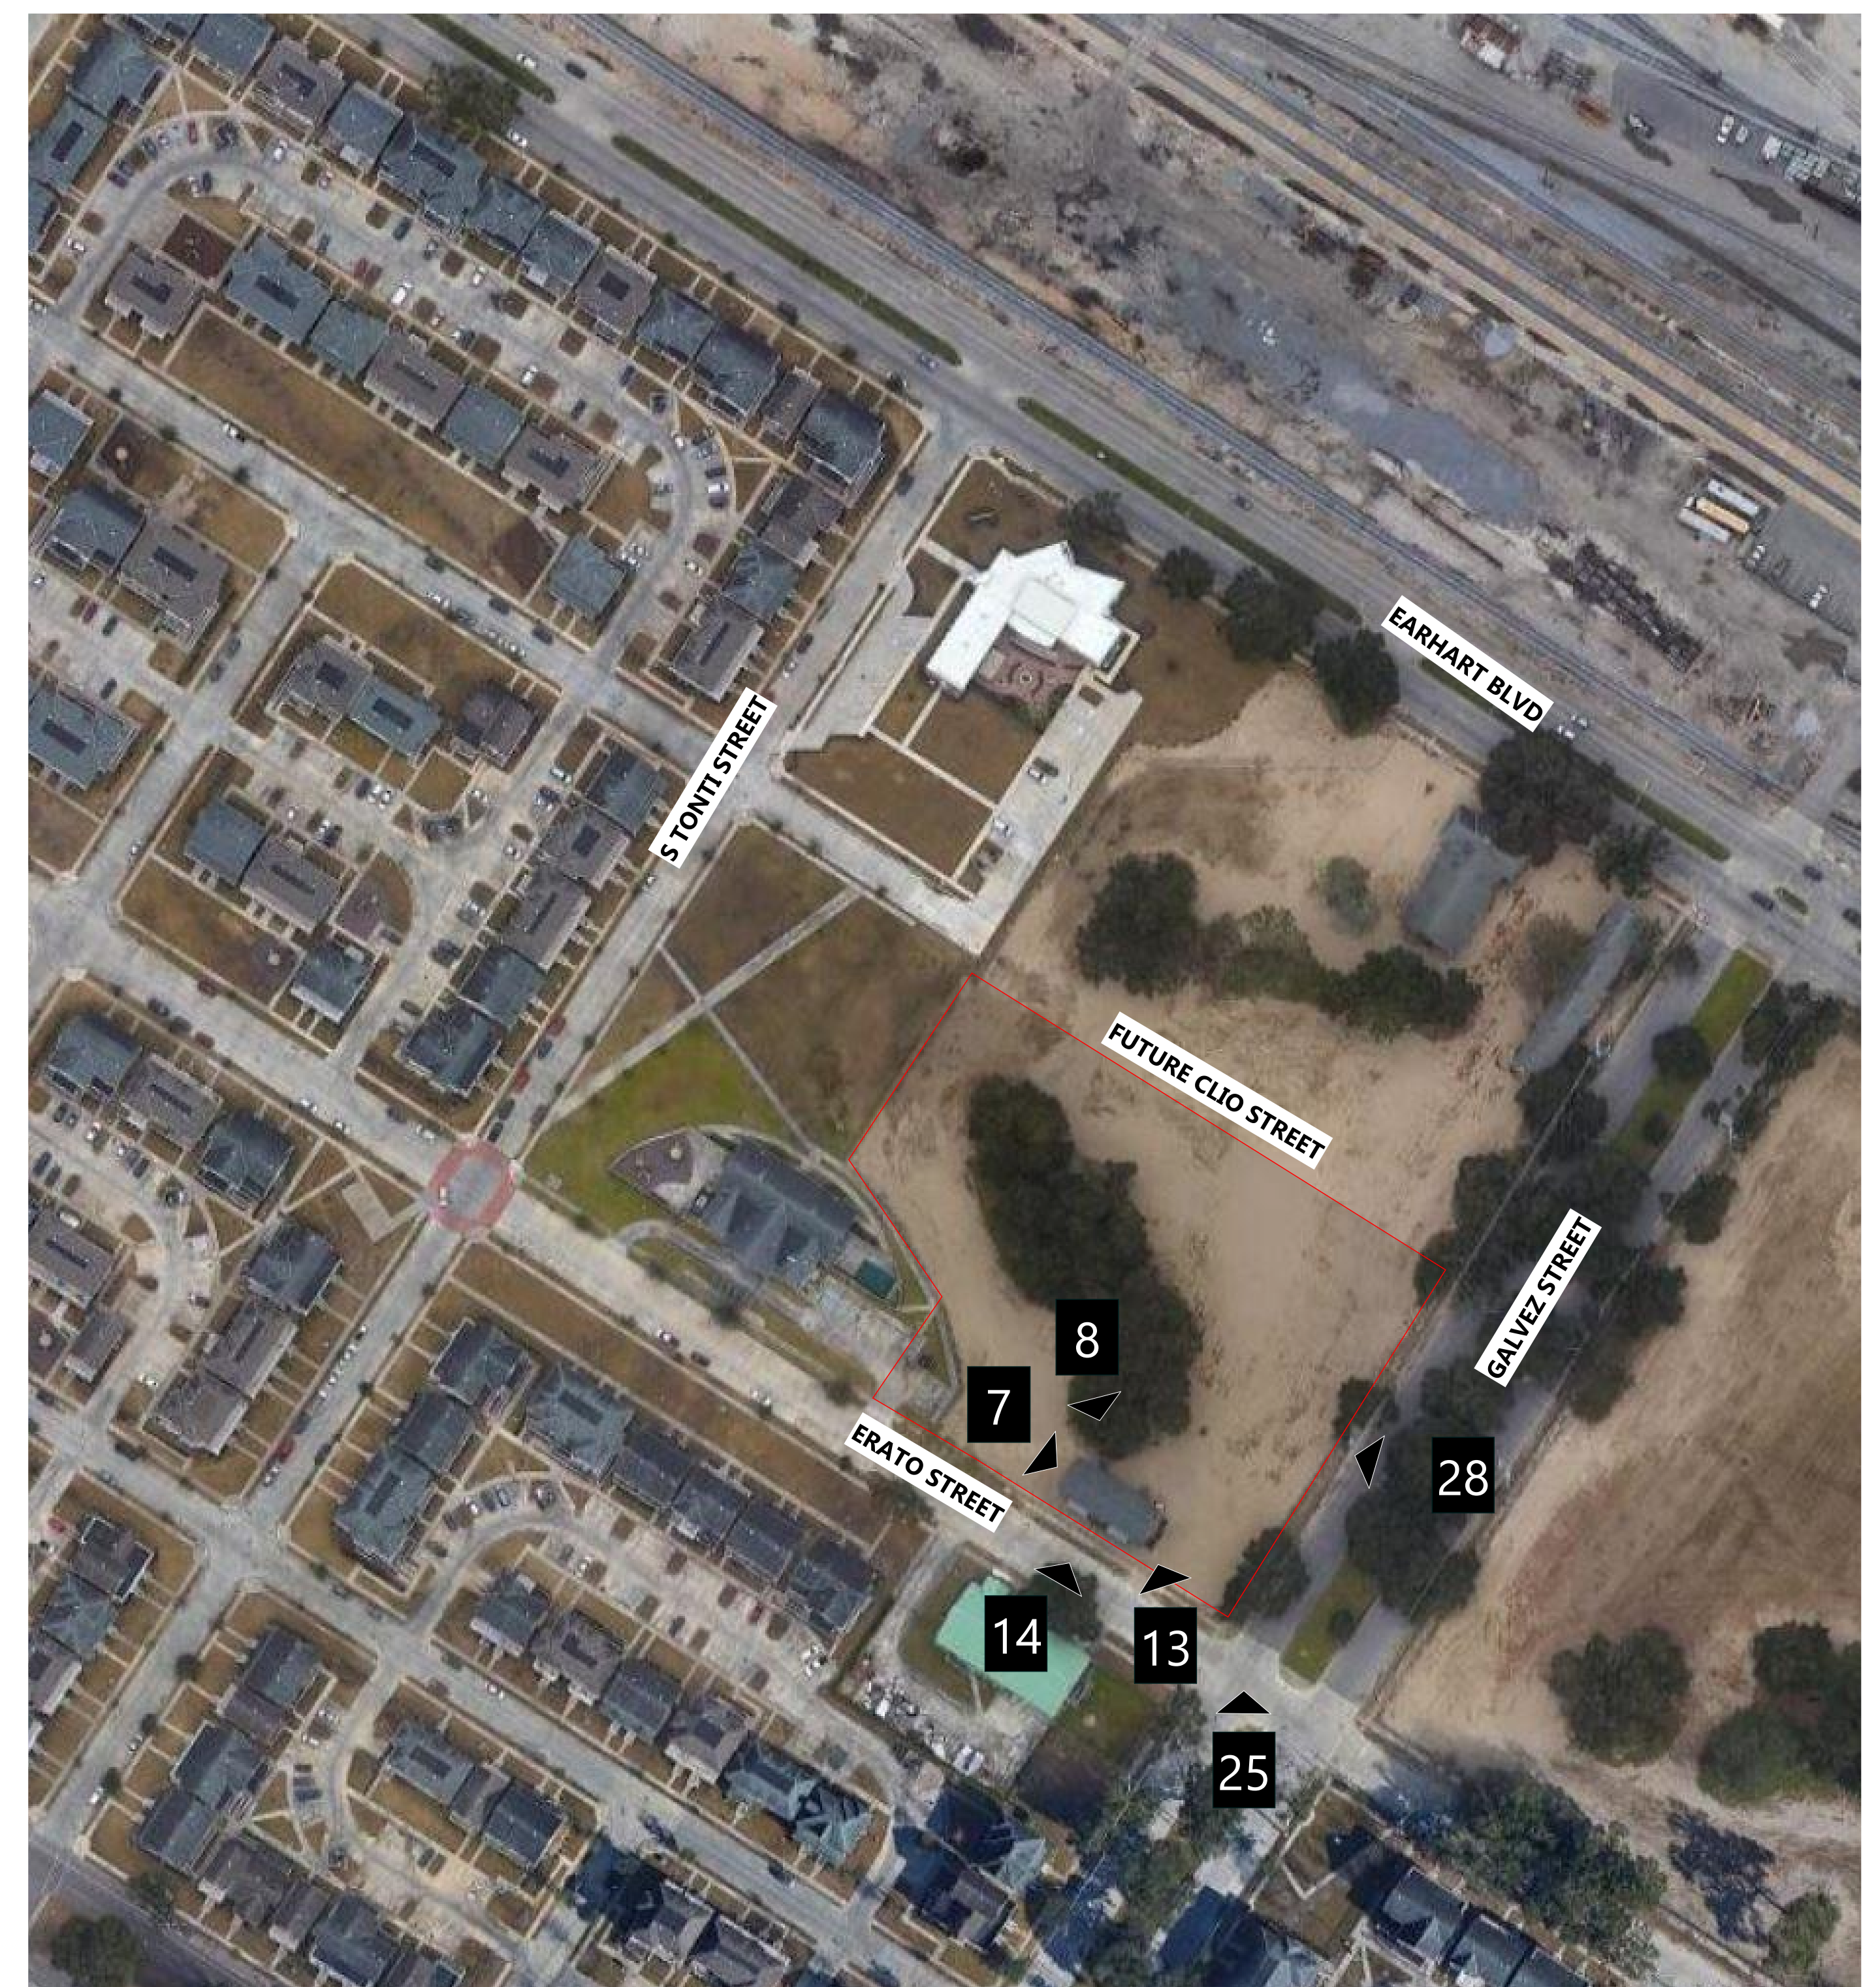 EARHART BLVD
S TONTI STREET
FUTURE CLIO STREET
GALVEZ STREET
8
7
ERATO STREET
28
14
13
25